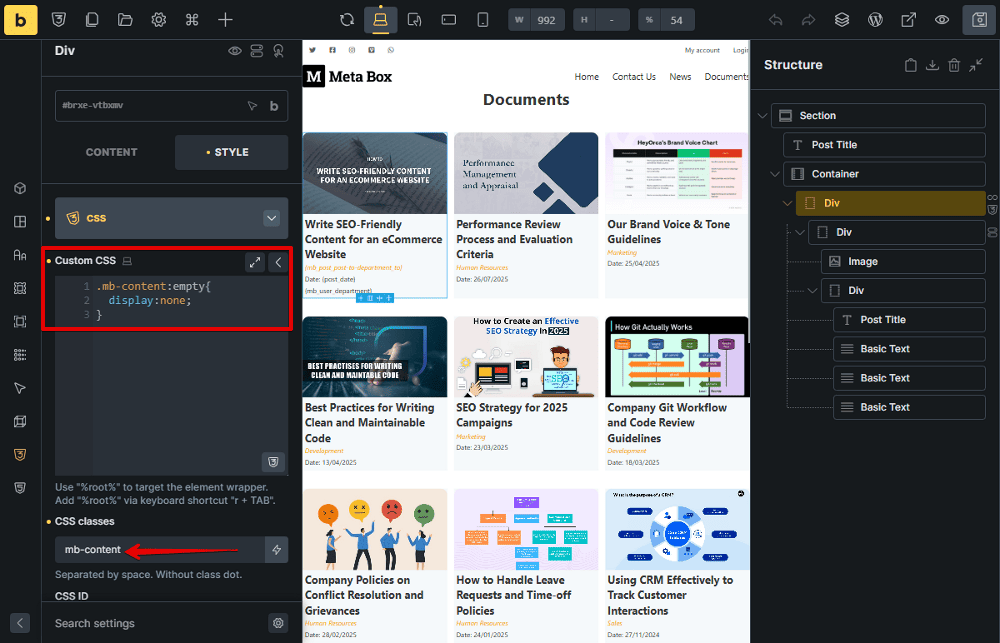 b
W 992
H -
% 54
Div
#brxe-vtbxmv
b
CONTENT
STYLE
CSS
Custom CSS
1 .mb-content:empty{
2 display:none;
3 }
Use "%root%" to target the element wrapper.
Add "%root%" via keyboard shortcut "r + TAB".
CSS classes
mb-content
Separated by space. Without class dot.
CSS ID
Search settings
My account
Login
M Meta Box
Home
Contact Us
News
Documents
Documents
HOW TO
WRITE SEO-FRIENDLY CONTENT
FOR AN ECOMMERCE WEBSITE
Write SEO-Friendly
Content for an eCommerce
Website
{mb_post_post-to-department_to}
Date: {post_date}
{mb_user_department}
Performance
Management
and Appraisal
Performance Review
Process and Evaluation
Criteria
Human Resources
Date: 26/07/2025
HeyOrca's Brand Voice Chart
Our Brand Voice & Tone
Guidelines
Marketing
Date: 25/04/2025
BEST PRACTICES FOR WRITING
CLEAN AND MAINTABLE CODE
Best Practices for Writing
Clean and Maintainable
Code
Development
Date: 13/04/2025
How to Create an Effective
SEO Strategy in 2025
SEO Strategy for 2025
Campaigns
Marketing
Date: 23/03/2025
How Git Actually Works
Company Git Workflow
and Code Review
Guidelines
Development
Date: 18/03/2025
Company Policies on
Conflict Resolution and
Grievances
Human Resources
Date: 28/02/2025
How to Handle Leave
Requests and Time-off
Policies
Human Resources
Date: 24/01/2025
What is the purpose of a CRM?
Using CRM Effectively to
Track Customer
Interactions
Sales
Date: 27/11/2024
Structure
Section
Post Title
Container
Div
Div
Image
Div
Post Title
Basic Text
Basic Text
Basic Text